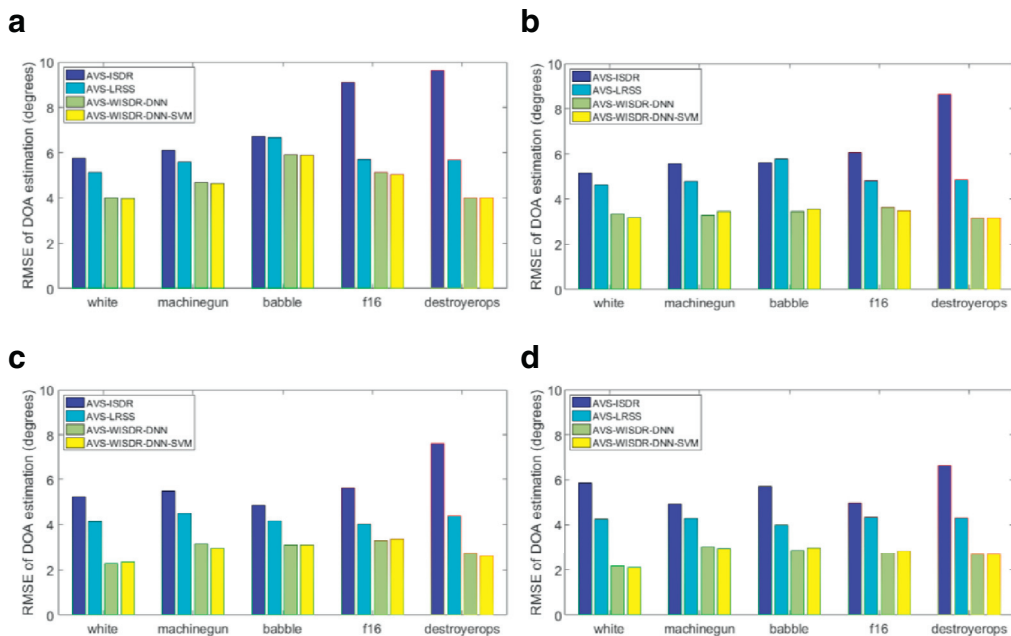 a
RMSE of DOA estimation (degrees)
10
8
6
4
2
0
AVS-ISDR
AVS-LRSS
AVS-WISDR-DNN
AVS-WISDR-DNN-SVM
white machinegun babble f16 destroyerops
b
RMSE of DOA estimation (degrees)
10
8
6
4
2
0
AVS-ISDR
AVS-LRSS
AVS-WISDR-DNN
AVS-WISDR-DNN-SVM
white machinegun babble f16 destroyerops
c
RMSE of DOA estimation (degrees)
10
8
6
4
2
0
AVS-ISDR
AVS-LRSS
AVS-WISDR-DNN
AVS-WISDR-DNN-SVM
white machinegun babble f16 destroyerops
d
RMSE of DOA estimation (degrees)
10
8
6
4
2
0
AVS-ISDR
AVS-LRSS
AVS-WISDR-DNN
AVS-WISDR-DNN-SVM
white machinegun babble f16 destroyerops